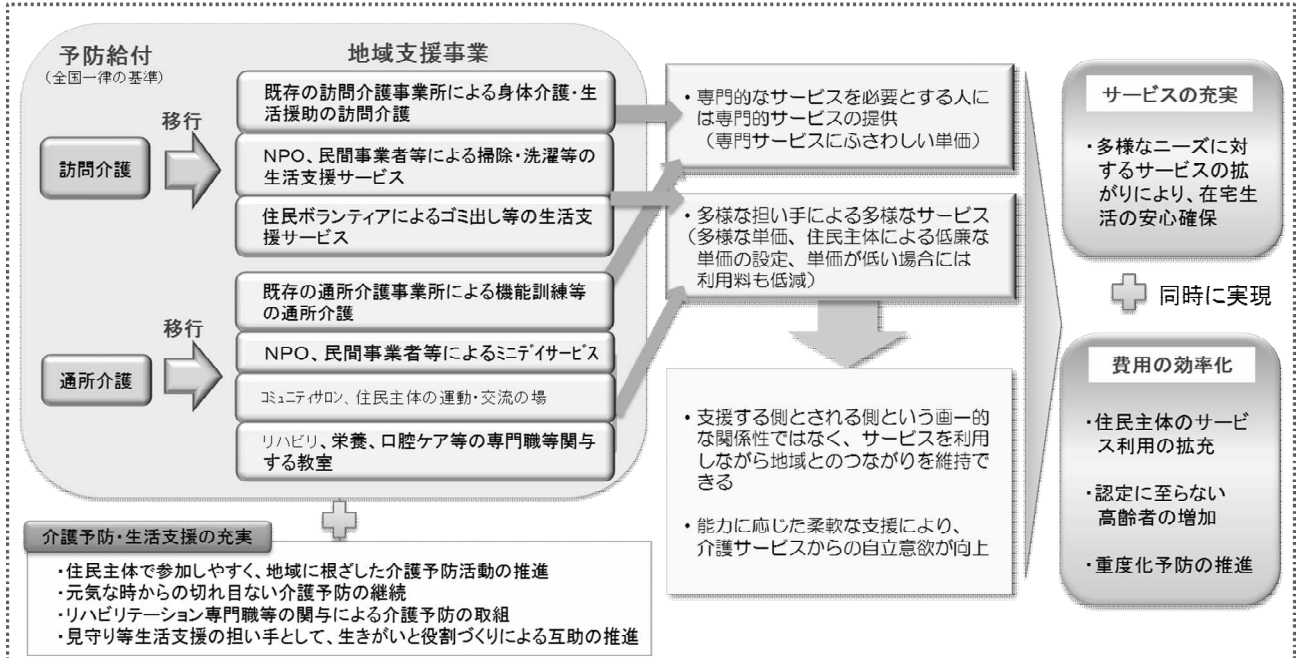 予防給付
（全国一律の基準）
地域支援事業
移行
訪問介護
既存の訪問介護事業所による身体介護・生
活援助の訪問介護
NPO、民間事業者等による掃除・洗濯等の
生活支援サービス
住民ボランティアによるゴミ出し等の生活支
援サービス
移行
通所介護
既存の通所介護事業所による機能訓練等
の通所介護
NPO、民間事業者等によるﾐﾆﾃﾞｲｻｰﾋﾞｽ
ｺﾐｭﾆﾃｨｻﾛﾝ、住民主体の運動・交流の場
リハビリ、栄養、口腔ケア等の専門職等関与
する教室
介護予防・生活支援の充実
・住民主体で参加しやすく、地域に根ざした介護予防活動の推進
・元気な時からの切れ目ない介護予防の継続
・リハビリテーション専門職等の関与による介護予防の取組
・見守り等生活支援の担い手として、生きがいと役割づくりによる互助の推進
・専門的なサービスを必要とする人に
は専門的サービスの提供
（専門サービスにふさわしい単価）
・多様な担い手による多様なサービス
（多様な単価、住民主体による低廉な
単価の設定、単価が低い場合には
利用料も低減）
・支援する側とされる側という画一的
な関係性ではなく、サービスを利用
しながら地域とのつながりを維持で
きる
・能力に応じた柔軟な支援により、
介護サービスからの自立意欲が向上
サービスの充実
・多様なニーズに対
するサービスの拡
がりにより、在宅生
活の安心確保
同時に実現
費用の効率化
・住民主体のサービ
ス利用の拡充
・認定に至らない
高齢者の増加
・重度化予防の推進